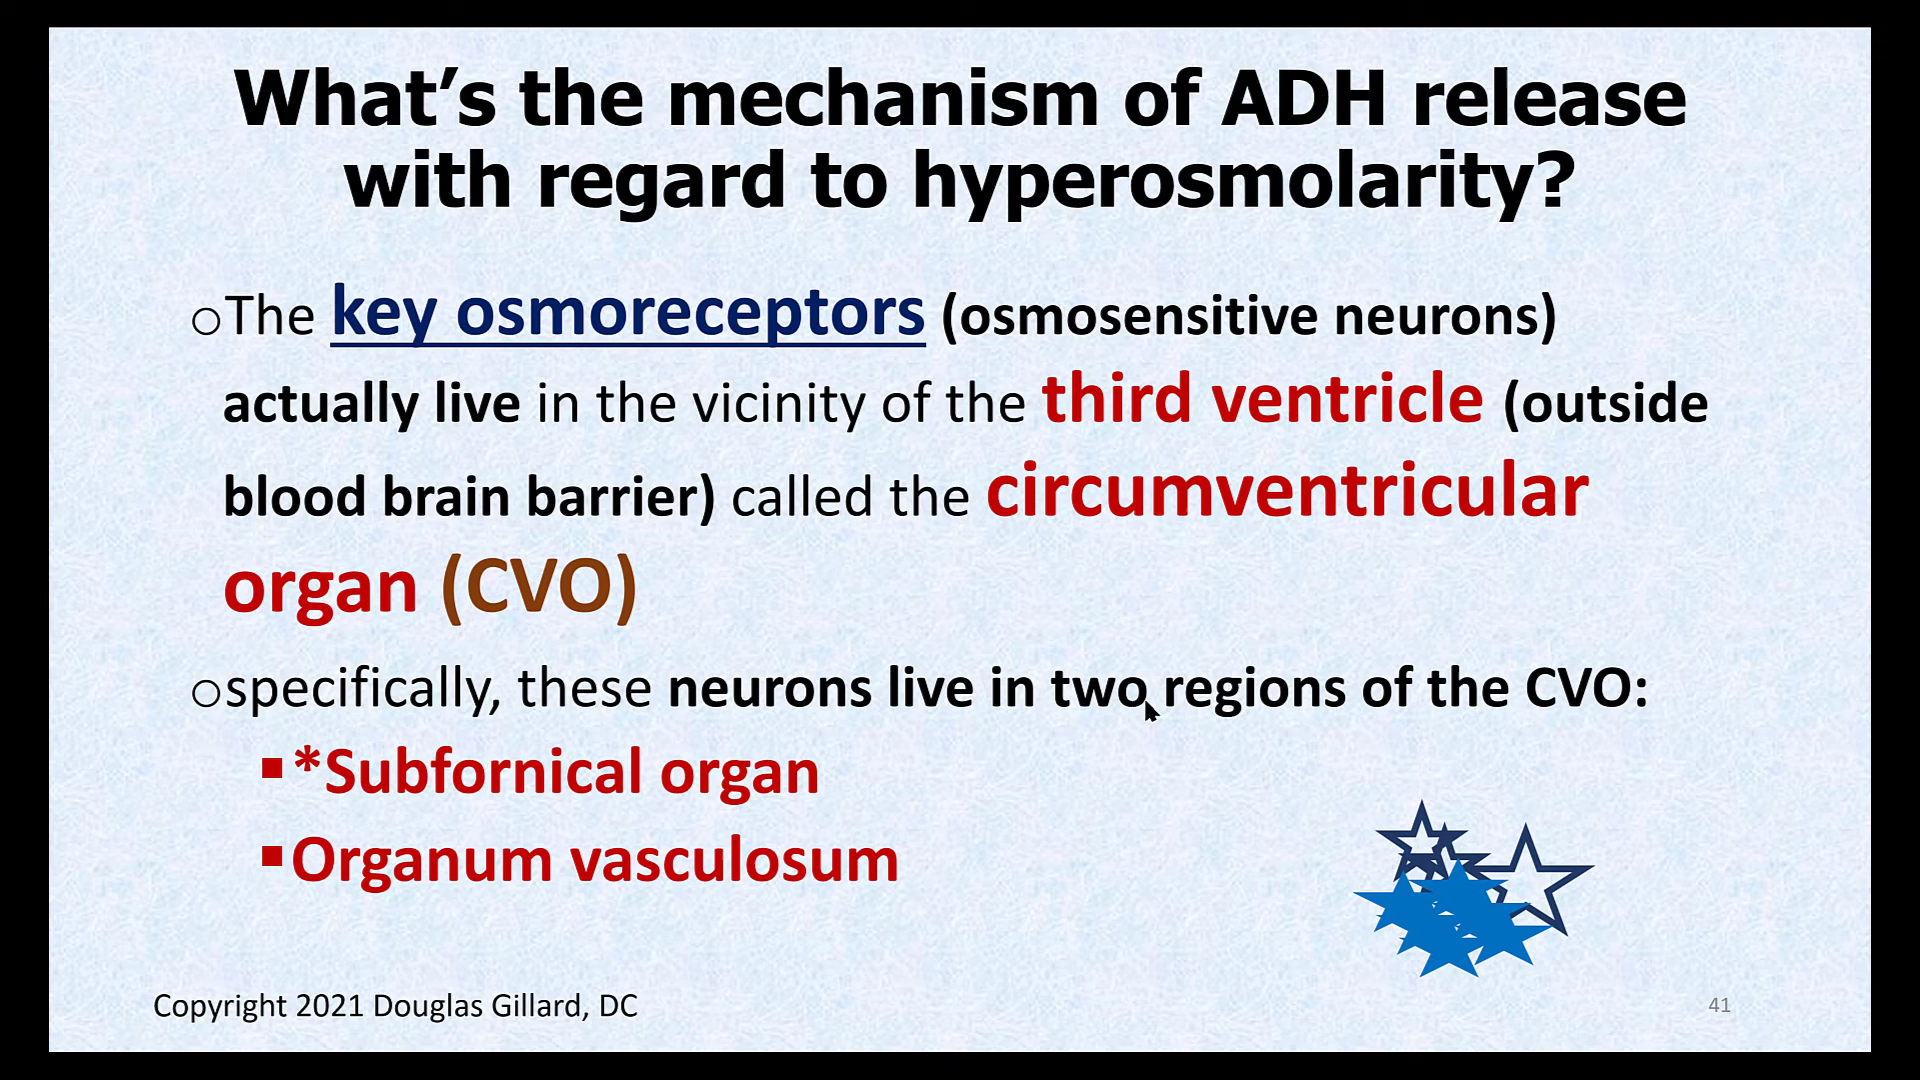 What’s the mechanism of ADH release
with regard to hyperosmolarity?
oThe key osmoreceptors (osmosensitive neurons)
actually live in the vicinity of the third ventricle (outside
blood brain barrier) called the circumventricular
organ (CVO)
ospecifically, these neurons live in two regions of the CVO:
▪*Subfornical organ
▪Organum vasculosum
Copyright 2021 Douglas Gillard, DC
41